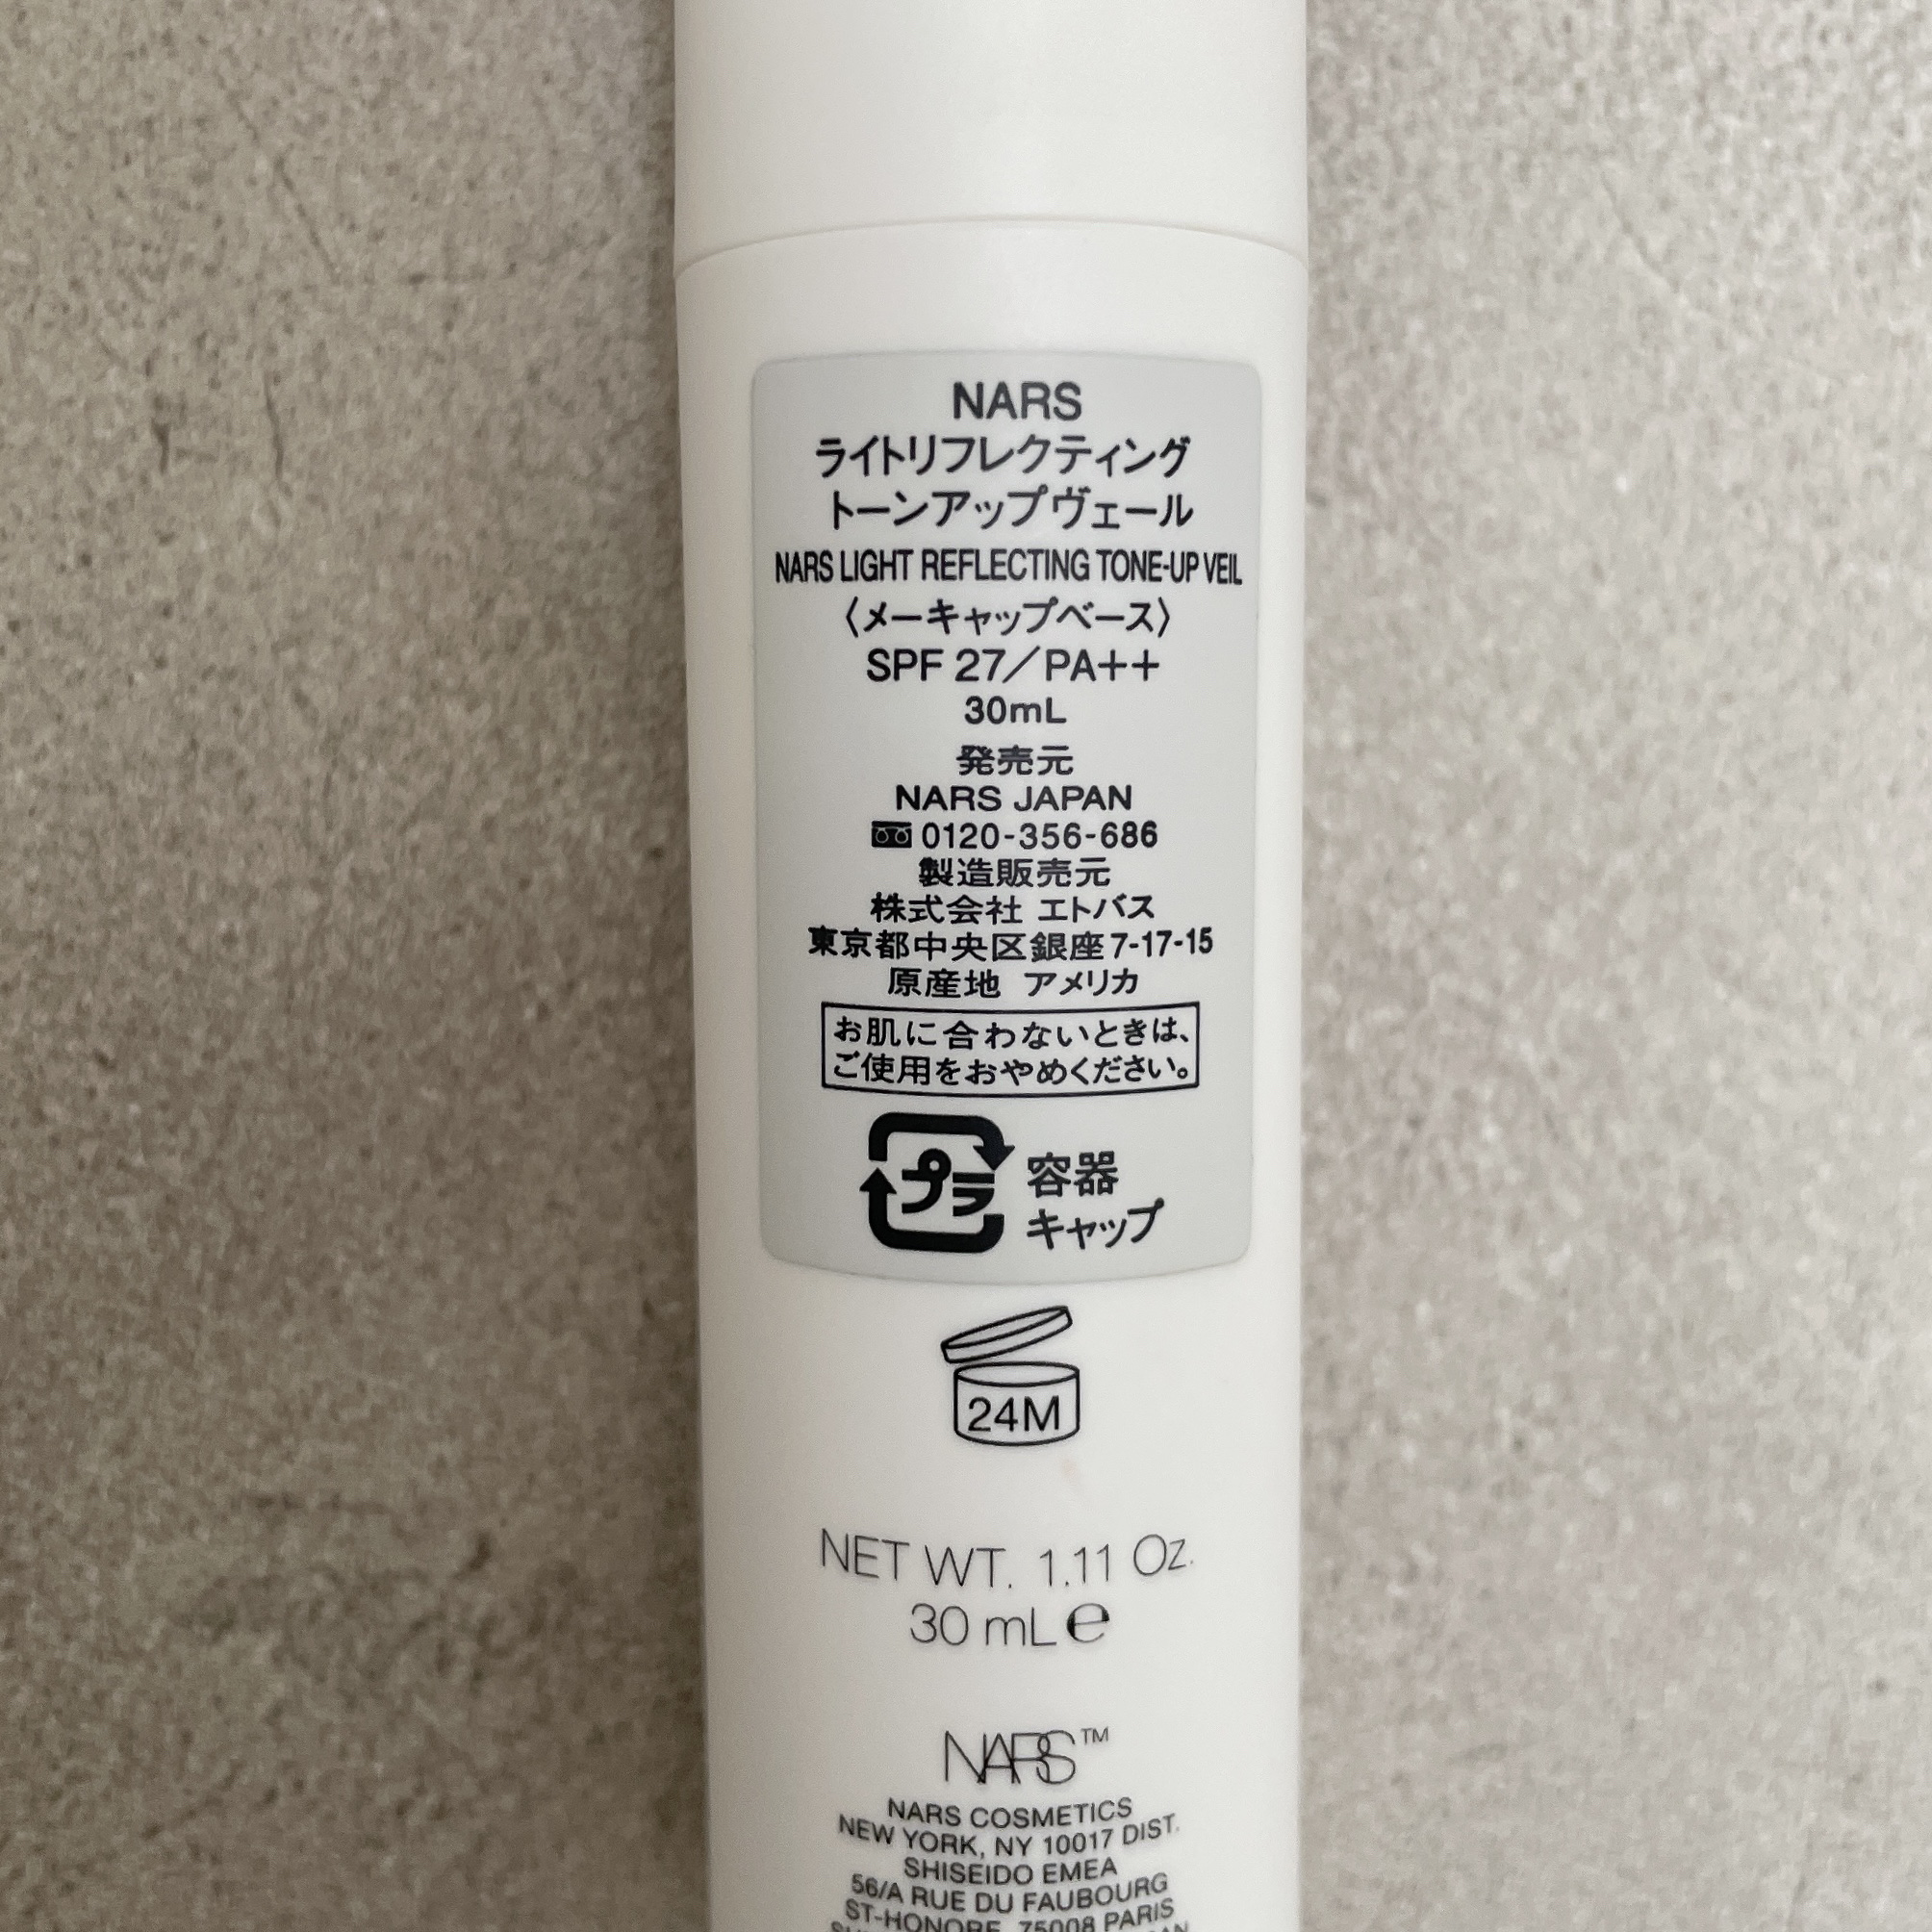 NARS
ライトリフレクティング
トーンアップヴェール
NARS LIGHT REFLECTING TONE-UP VEIL
〈メーキャップベース〉
SPF 27／PA++
30mL
発売元
NARS JAPAN
0120-356-686
製造販売元
株式会社 エトバス
東京都中央区銀座7-17-15
原産地 アメリカ
お肌に合わないときは、
ご使用をおやめください。
プラ 容器
キャップ
24M
NET WT. 1.11 Oz.
30 mL e
NARS™
NARS COSMETICS
NEW YORK, NY 10017 DIST.
SHISEIDO EMEA
56/A RUE DU FAUBOURG
ST-HONORE, 75008 PARIS